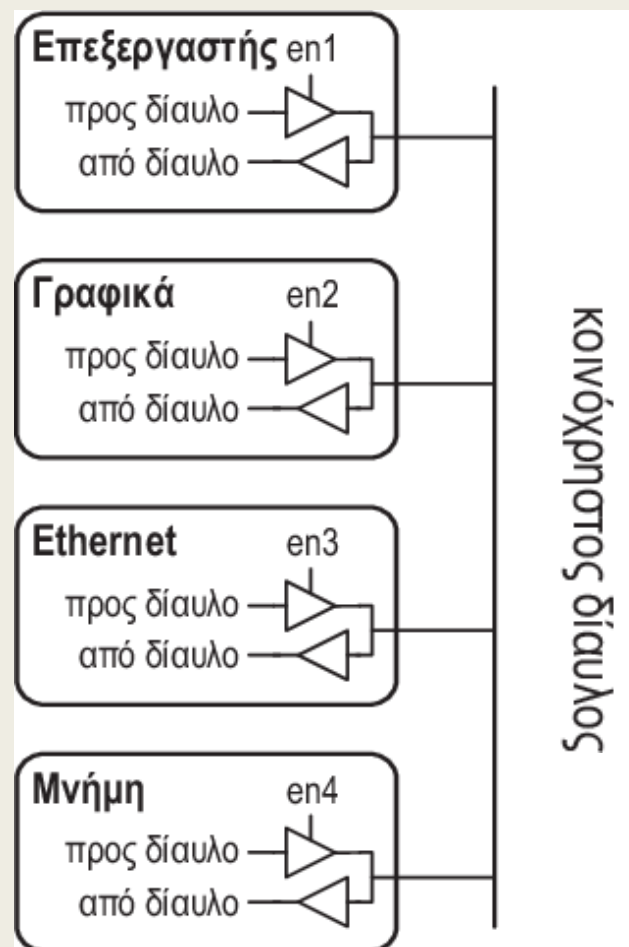 Επεξεργαστής en1
προς δίαυλο
από δίαυλο
Γραφικά en2
προς δίαυλο
από δίαυλο
Ethernet en3
προς δίαυλο
από δίαυλο
Μνήμη en4
προς δίαυλο
από δίαυλο
κοινόχρηστος δίαυλος